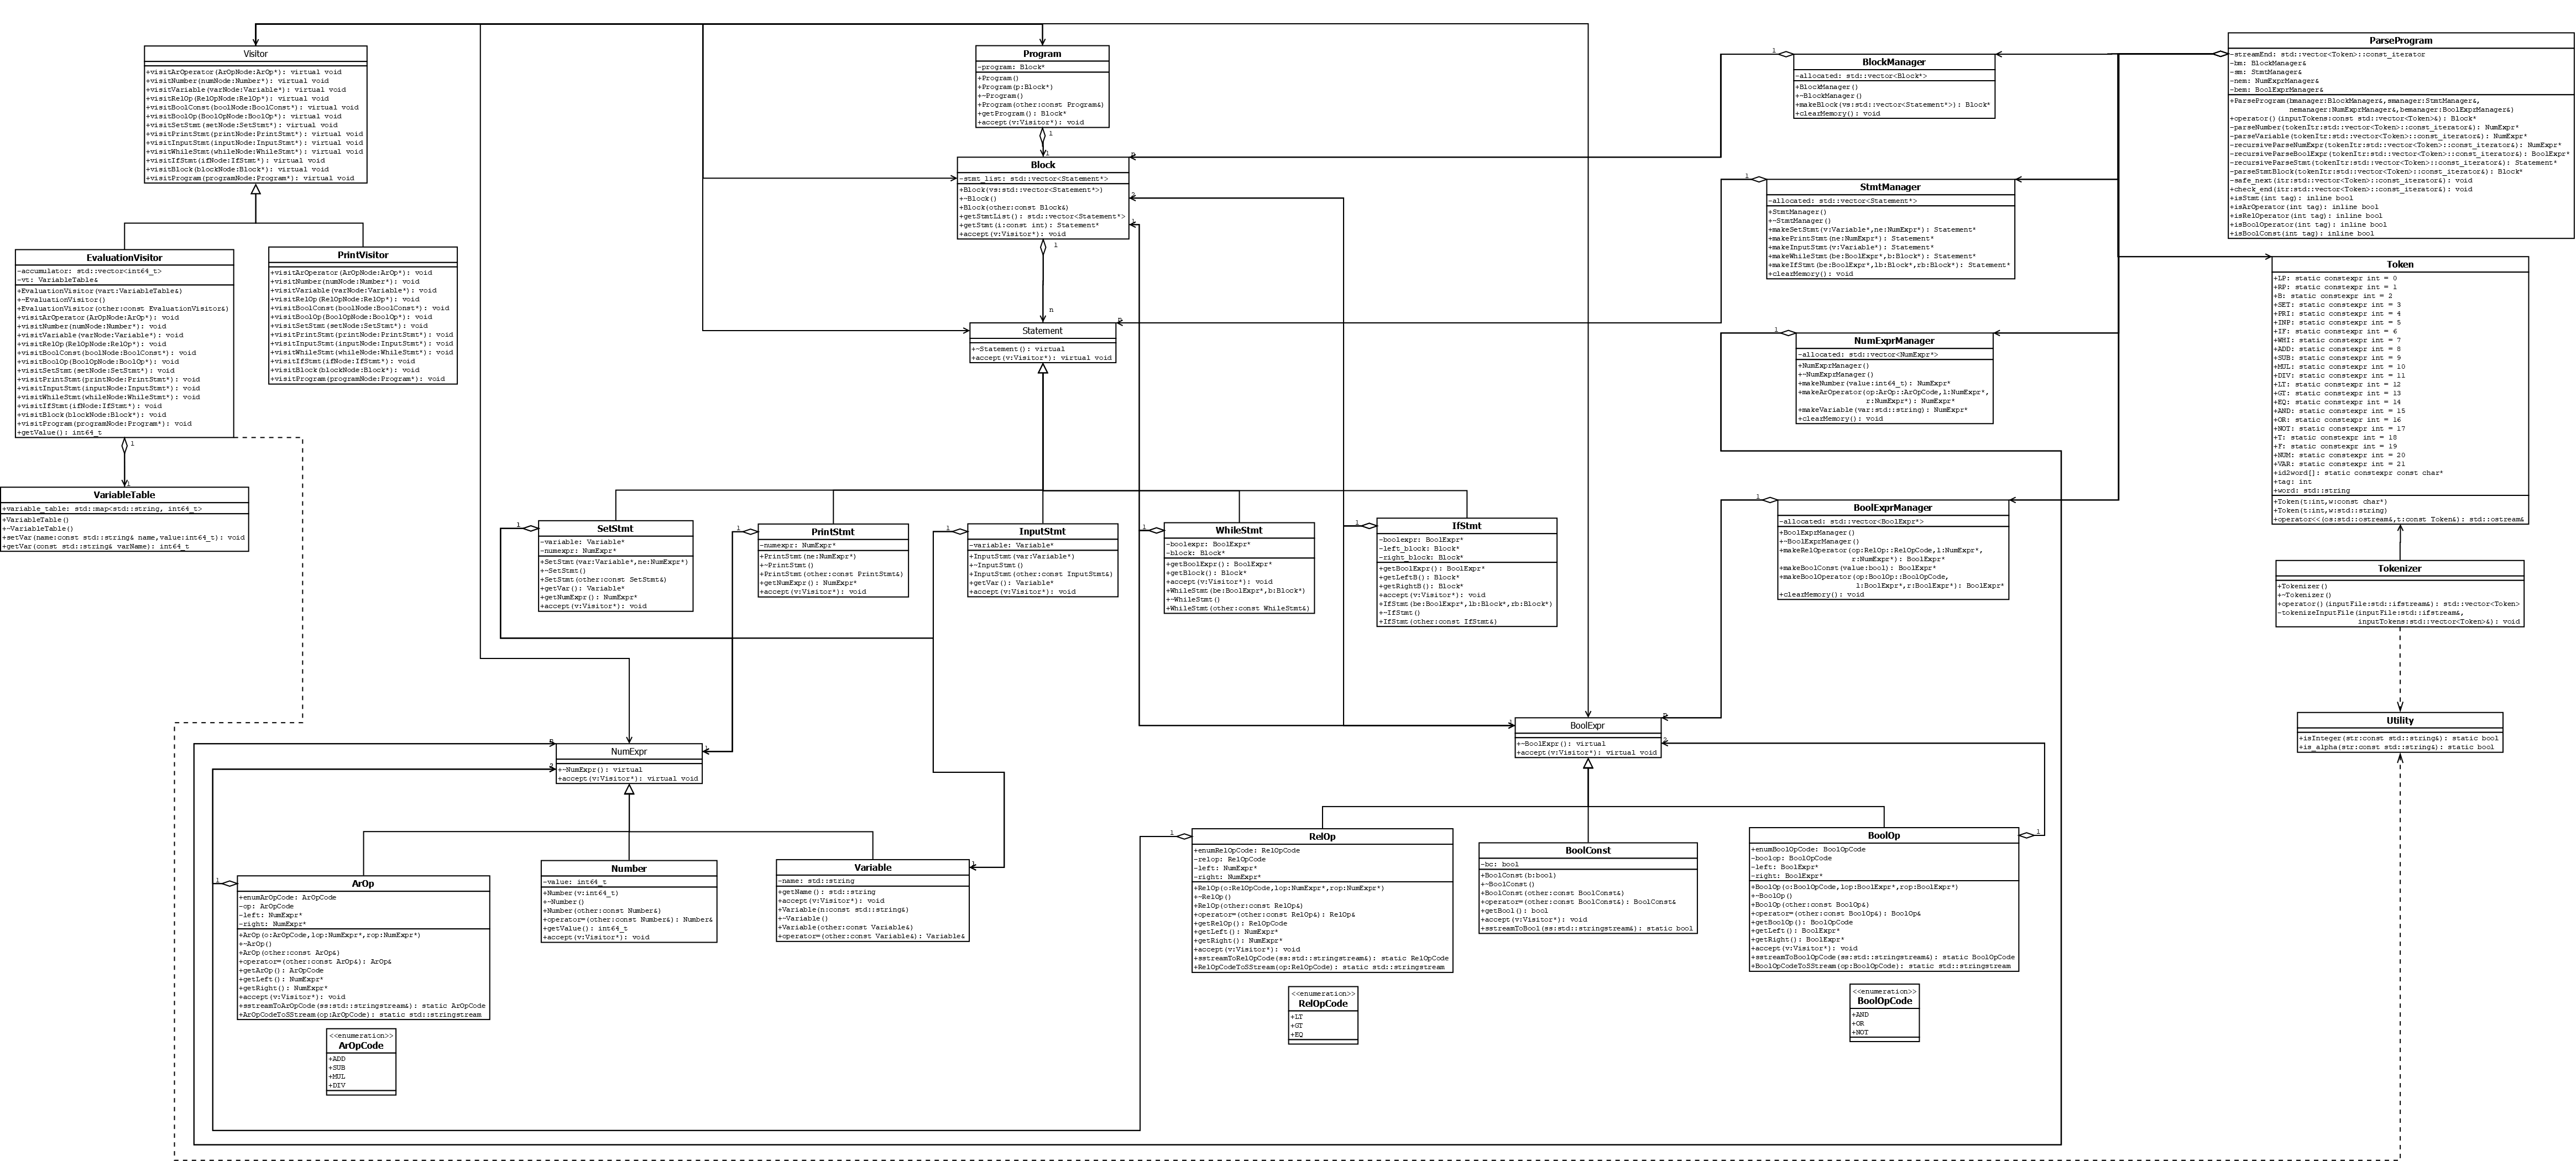 Visitor
+visitArOperator(ArOpNode:ArOp*): virtual void
+visitNumber(numNode:Number*): virtual void
+visitVariable(varNode:Variable*): virtual void
+visitRelOp(RelOpNode:RelOp*): virtual void
+visitBoolConst(boolNode:BoolConst*): virtual void
+visitBoolOp(BoolOpNode:BoolOp*): virtual void
+visitSetStmt(setNode:SetStmt*): virtual void
+visitPrintStmt(printNode:PrintStmt*): virtual void
+visitInputStmt(inputNode:InputStmt*): virtual void
+visitWhileStmt(whileNode:WhileStmt*): virtual void
+visitIfStmt(ifNode:IfStmt*): virtual void
+visitBlock(blockNode:Block*): virtual void
+visitProgram(programNode:Program*): virtual void
Program
-program: Block*
+Program()
+Program(p:Block*)
+~Program()
+Program(other:const Program&)
+getProgram(): Block*
+accept(v:Visitor*): void
1
1
BlockManager
-allocated: std::vector<Block*>
+BlockManager()
+~BlockManager()
+makeBlock(vs:std::vector<Statement*>): Block*
+clearMemory(): void
1
ParseProgram
-streamEnd: std::vector<Token>::const_iterator
-bm: BlockManager&
-sm: StmtManager&
-nem: NumExprManager&
-bem: BoolExprManager&
+ParseProgram(bmanager:BlockManager&,smanager:StmtManager&,
nemanager:NumExprManager&,bemanager:BoolExprManager&)
+operator()(inputTokens:const std::vector<Token>&): Block*
-parseNumber(tokenItr:std::vector<Token>::const_iterator&): NumExpr*
-parseVariable(tokenItr:std::vector<Token>::const_iterator&): NumExpr*
-recursiveParseNumExpr(tokenItr:std::vector<Token>::const_iterator&): NumExpr*
-recursiveParseBoolExpr(tokenItr:std::vector<Token>::const_iterator&): BoolExpr*
-recursiveParseStmt(tokenItr:std::vector<Token>::const_iterator&): Statement*
-parseStmtBlock(tokenItr:std::vector<Token>::const_iterator&): Block*
-safe_next(itr:std::vector<Token>::const_iterator&): void
+check_end(itr:std::vector<Token>::const_iterator&): void
+isStmt(int tag): inline bool
+isArOperator(int tag): inline bool
+isRelOperator(int tag): inline bool
+isBoolOperator(int tag): inline bool
+isBoolConst(int tag): inline bool
Block
-stmt_list: std::vector<Statement*>
+Block(vs:std::vector<Statement*>)
+~Block()
+Block(other:const Block&)
+getStmtList(): std::vector<Statement*>
+getStmt(i:const int): Statement*
+accept(v:Visitor*): void
n
2
1
1
n
StmtManager
-allocated: std::vector<Statement*>
+StmtManager()
+~StmtManager()
+makeSetStmt(v:Variable*,ne:NumExpr*): Statement*
+makePrintStmt(ne:NumExpr*): Statement*
+makeInputStmt(v:Variable*): Statement*
+makeWhileStmt(be:BoolExpr*,b:Block*): Statement*
+makeIfStmt(be:BoolExpr*,lb:Block*,rb:Block*): Statement*
+clearMemory(): void
1
EvaluationVisitor
-accumulator: std::vector<int64_t>
-vt: VariableTable&
+EvaluationVisitor(vart:VariableTable&)
+~EvaluationVisitor()
+EvaluationVisitor(other:const EvaluationVisitor&)
+visitArOperator(ArOpNode:ArOp*): void
+visitNumber(numNode:Number*): void
+visitVariable(varNode:Variable*): void
+visitRelOp(RelOpNode:RelOp*): void
+visitBoolConst(boolNode:BoolConst*): void
+visitBoolOp(BoolOpNode:BoolOp*): void
+visitSetStmt(setNode:SetStmt*): void
+visitPrintStmt(printNode:PrintStmt*): void
+visitInputStmt(inputNode:InputStmt*): void
+visitWhileStmt(whileNode:WhileStmt*): void
+visitIfStmt(ifNode:IfStmt*): void
+visitBlock(blockNode:Block*): void
+visitProgram(programNode:Program*): void
+getValue(): int64_t
1
1
PrintVisitor
+visitArOperator(ArOpNode:ArOp*): void
+visitNumber(numNode:Number*): void
+visitVariable(varNode:Variable*): void
+visitRelOp(RelOpNode:RelOp*): void
+visitBoolConst(boolNode:BoolConst*): void
+visitBoolOp(BoolOpNode:BoolOp*): void
+visitSetStmt(setNode:SetStmt*): void
+visitPrintStmt(printNode:PrintStmt*): void
+visitInputStmt(inputNode:InputStmt*): void
+visitWhileStmt(whileNode:WhileStmt*): void
+visitIfStmt(ifNode:IfStmt*): void
+visitBlock(blockNode:Block*): void
+visitProgram(programNode:Program*): void
Statement
+~Statement(): virtual
+accept(v:Visitor*): virtual void
n
NumExprManager
-allocated: std::vector<NumExpr*>
+NumExprManager()
+~NumExprManager()
+makeNumber(value:int64_t): NumExpr*
+makeArOperator(op:ArOp::ArOpCode,l:NumExpr*,
r:NumExpr*): NumExpr*
+makeVariable(var:std::string): NumExpr*
+clearMemory(): void
1
Token
+LP: static constexpr int = 0
+RP: static constexpr int = 1
+B: static constexpr int = 2
+SET: static constexpr int = 3
+PRI: static constexpr int = 4
+INP: static constexpr int = 5
+IF: static constexpr int = 6
+WHI: static constexpr int = 7
+ADD: static constexpr int = 8
+SUB: static constexpr int = 9
+MUL: static constexpr int = 10
+DIV: static constexpr int = 11
+LT: static constexpr int = 12
+GT: static constexpr int = 13
+EQ: static constexpr int = 14
+AND: static constexpr int = 15
+OR: static constexpr int = 16
+NOT: static constexpr int = 17
+T: static constexpr int = 18
+F: static constexpr int = 19
+NUM: static constexpr int = 20
+VAR: static constexpr int = 21
+id2word[]: static constexpr const char*
+tag: int
+word: std::string
+Token(t:int,w:const char*)
+Token(t:int,w:std::string)
+operator<<(os:std::ostream&,t:const Token&): std::ostream&
VariableTable
+variable_table: std::map<std::string, int64_t>
+VariableTable()
+~VariableTable()
+setVar(name:const std::string& name,value:int64_t): void
+getVar(const std::string& varName): int64_t
SetStmt
-variable: Variable*
-numexpr: NumExpr*
+SetStmt(var:Variable*,ne:NumExpr*)
+~SetStmt()
+SetStmt(other:const SetStmt&)
+getVar(): Variable*
+getNumExpr(): NumExpr*
+accept(v:Visitor*): void
1
PrintStmt
-numexpr: NumExpr*
+PrintStmt(ne:NumExpr*)
+~PrintStmt()
+PrintStmt(other:const PrintStmt&)
+getNumExpr(): NumExpr*
+accept(v:Visitor*): void
1
InputStmt
-variable: Variable*
+InputStmt(var:Variable*)
+~InputStmt()
+InputStmt(other:const InputStmt&)
+getVar(): Variable*
+accept(v:Visitor*): void
1
WhileStmt
-boolexpr: BoolExpr*
-block: Block*
+getBoolExpr(): BoolExpr*
+getBlock(): Block*
+accept(v:Visitor*): void
+WhileStmt(be:BoolExpr*,b:Block*)
+~WhileStmt()
+WhileStmt(other:const WhileStmt&)
1
IfStmt
-boolexpr: BoolExpr*
-left_block: Block*
-right_block: Block*
+getBoolExpr(): BoolExpr*
+getLeftB(): Block*
+getRightB(): Block*
+accept(v:Visitor*): void
+IfStmt(be:BoolExpr*,lb:Block*,rb:Block*)
+~IfStmt()
+IfStmt(other:const IfStmt&)
1
BoolExprManager
-allocated: std::vector<BoolExpr*>
+BoolExprManager()
+~BoolExprManager()
+makeRelOperator(op:RelOp::RelOpCode,l:NumExpr*,
r:NumExpr*): BoolExpr*
+makeBoolConst(value:bool): BoolExpr*
+makeBoolOperator(op:BoolOp::BoolOpCode,
l:BoolExpr*,r:BoolExpr*): BoolExpr*
+clearMemory(): void
1
Tokenizer
+Tokenizer()
+~Tokenizer()
+operator()(inputFile:std::ifstream&): std::vector<Token>
-tokenizeInputFile(inputFile:std::ifstream&,
inputTokens:std::vector<Token>&): void
Utility
+isInteger(str:const std::string&): static bool
+is_alpha(str:const std::string&): static bool
NumExpr
+~NumExpr(): virtual
+accept(v:Visitor*): virtual void
n
2
1
BoolExpr
+~BoolExpr(): virtual
+accept(v:Visitor*): virtual void
1
n
2
ArOp
+enumArOpCode: ArOpCode
-op: ArOpCode
-left: NumExpr*
-right: NumExpr*
+ArOp(o:ArOpCode,lop:NumExpr*,rop:NumExpr*)
+~ArOp()
+ArOp(other:const ArOp&)
+operator=(other:const ArOp&): ArOp&
+getArOp(): ArOpCode
+getLeft(): NumExpr*
+getRight(): NumExpr*
+accept(v:Visitor*): void
+sstreamToArOpCode(ss:std::stringstream&): static ArOpCode
+ArOpCodeToSStream(op:ArOpCode): static std::stringstream
1
Number
-value: int64_t
+Number(v:int64_t)
+~Number()
+Number(other:const Number&)
+operator=(other:const Number&): Number&
+getValue(): int64_t
+accept(v:Visitor*): void
Variable
-name: std::string
+getName(): std::string
+accept(v:Visitor*): void
+Variable(n:const std::string&)
+~Variable()
+Variable(other:const Variable&)
+operator=(other:const Variable&): Variable&
1
RelOp
+enumRelOpCode: RelOpCode
-relop: RelOpCode
-left: NumExpr*
-right: NumExpr*
+RelOp(o:RelOpCode,lop:NumExpr*,rop:NumExpr*)
+~RelOp()
+RelOp(other:const RelOp&)
+operator=(other:const RelOp&): RelOp&
+getRelOp(): RelOpCode
+getLeft(): NumExpr*
+getRight(): NumExpr*
+accept(v:Visitor*): void
+sstreamToRelOpCode(ss:std::stringstream&): static RelOpCode
+RelOpCodeToSStream(op:RelOpCode): static std::stringstream
1
BoolConst
-bc: bool
+BoolConst(b:bool)
+~BoolConst()
+BoolConst(other:const BoolConst&)
+operator=(other:const BoolConst&): BoolConst&
+getBool(): bool
+accept(v:Visitor*): void
+sstreamToBool(ss:std::stringstream&): static bool
BoolOp
+enumBoolOpCode: BoolOpCode
-boolop: BoolOpCode
-left: BoolExpr*
-right: BoolExpr*
+BoolOp(o:BoolOpCode,lop:BoolExpr*,rop:BoolExpr*)
+~BoolOp()
+BoolOp(other:const BoolOp&)
+operator=(other:const BoolOp&): BoolOp&
+getBoolOp(): BoolOpCode
+getLeft(): BoolExpr*
+getRight(): BoolExpr*
+accept(v:Visitor*): void
+sstreamToBoolOpCode(ss:std::stringstream&): static BoolOpCode
+BoolOpCodeToSStream(op:BoolOpCode): static std::stringstream
1
<<enumeration>>
ArOpCode
+ADD
+SUB
+MUL
+DIV
<<enumeration>>
RelOpCode
+LT
+GT
+EQ
<<enumeration>>
BoolOpCode
+AND
+OR
+NOT